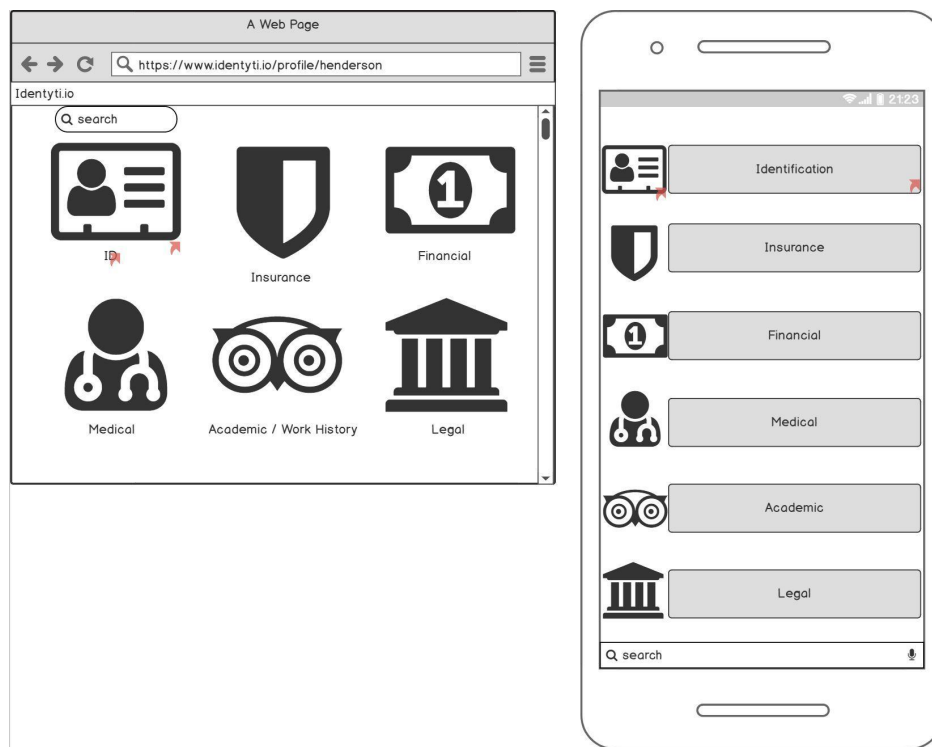 A Web Page
https://www.identyti.io/profile/henderson
Identyti.io
search
ID
Insurance
Financial
Medical
Academic / Work History
Legal
21:23
Identification
Insurance
Financial
Medical
Academic
Legal
search